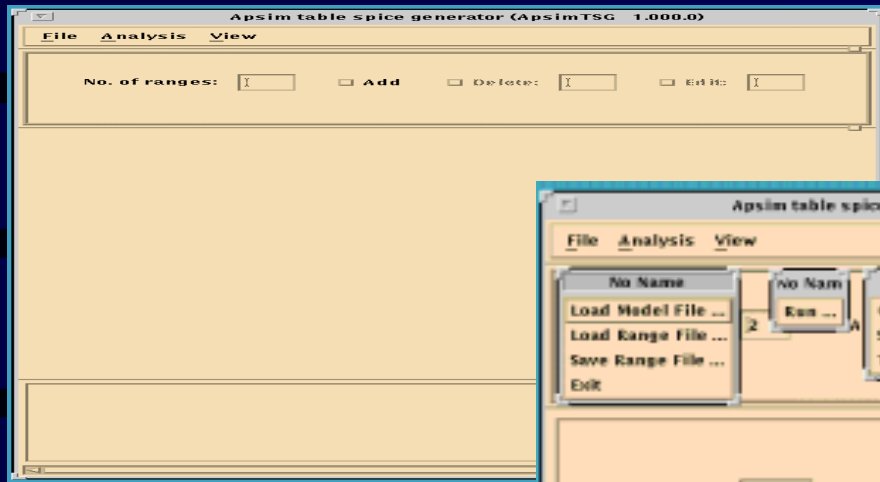 Apsim table spice generator (ApsimTSG 1.000.0)
File Analysis View
No. of ranges: Add Delete: Edit:
Apsim table spice
File Analysis View
No Name
No Nam
Load Model File ...
Run ...
Load Range File ...
2
A
Save Range File ...
Exit